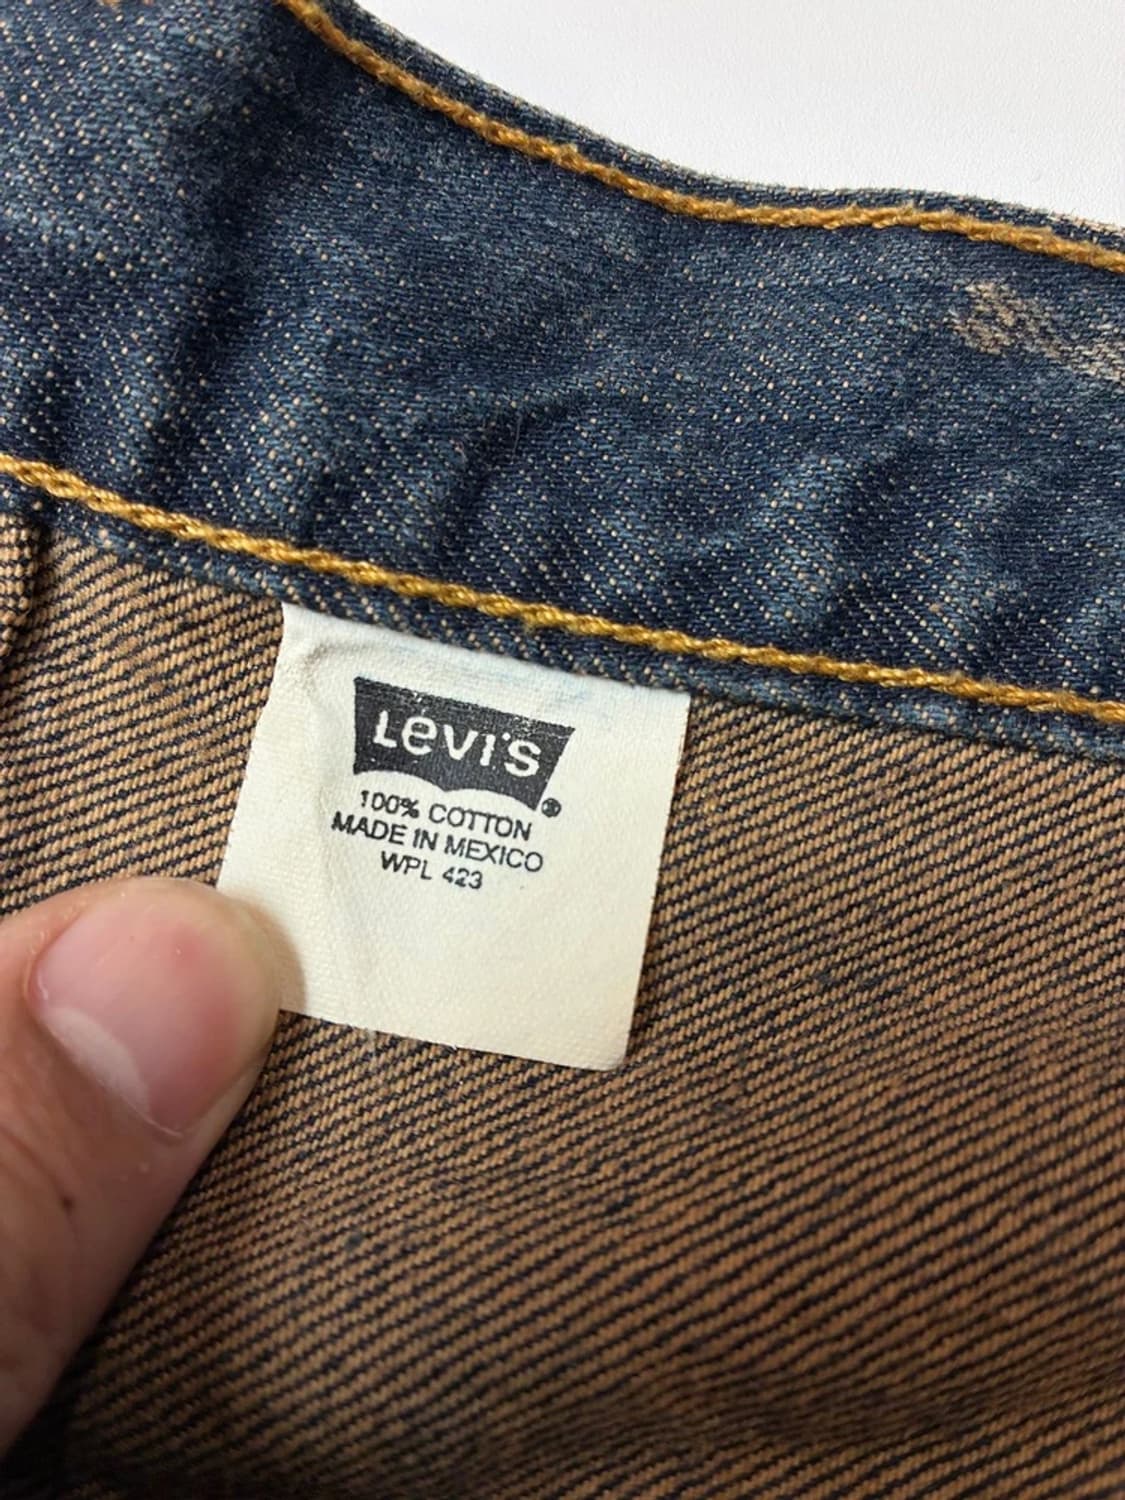 Levi's ®
100% COTTON
MADE IN MEXICO
WPL 423